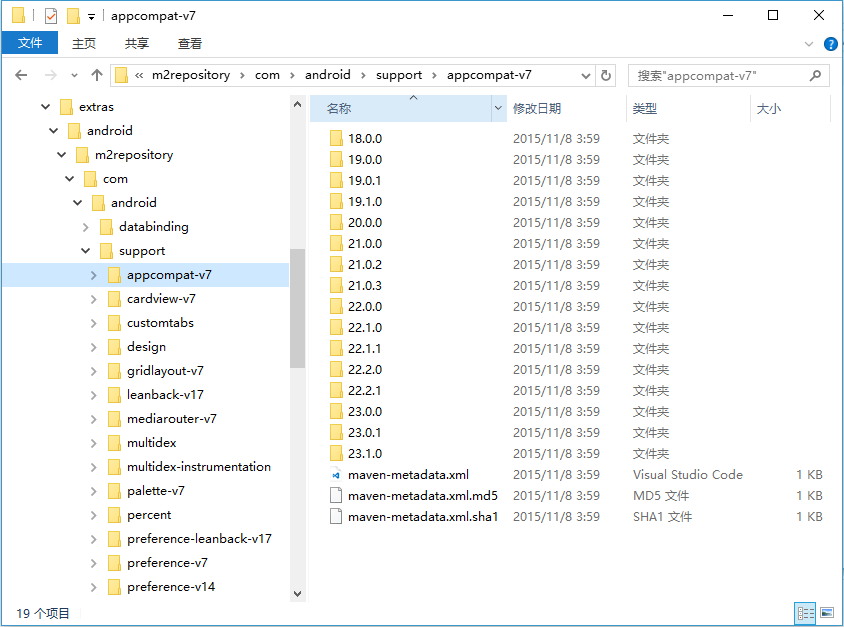 appcompat-v7
文件 主页 共享 查看
« m2repository › com › android › support › appcompat-v7
搜索"appcompat-v7"
extras
android
m2repository
com
android
databinding
support
appcompat-v7
cardview-v7
customtabs
design
gridlayout-v7
leanback-v17
mediarouter-v7
multidex
multidex-instrumentation
palette-v7
percent
preference-leanback-v17
preference-v7
preference-v14
名称 修改日期 类型 大小
18.0.0 2015/11/8 3:59 文件夹
19.0.0 2015/11/8 3:59 文件夹
19.0.1 2015/11/8 3:59 文件夹
19.1.0 2015/11/8 3:59 文件夹
20.0.0 2015/11/8 3:59 文件夹
21.0.0 2015/11/8 3:59 文件夹
21.0.2 2015/11/8 3:59 文件夹
21.0.3 2015/11/8 3:59 文件夹
22.0.0 2015/11/8 3:59 文件夹
22.1.0 2015/11/8 3:59 文件夹
22.1.1 2015/11/8 3:59 文件夹
22.2.0 2015/11/8 3:59 文件夹
22.2.1 2015/11/8 3:59 文件夹
23.0.0 2015/11/8 3:59 文件夹
23.0.1 2015/11/8 3:59 文件夹
23.1.0 2015/11/8 3:59 文件夹
maven-metadata.xml 2015/11/8 3:59 Visual Studio Code 1 KB
maven-metadata.xml.md5 2015/11/8 3:59 MD5 文件 1 KB
maven-metadata.xml.sha1 2015/11/8 3:59 SHA1 文件 1 KB
19 个项目